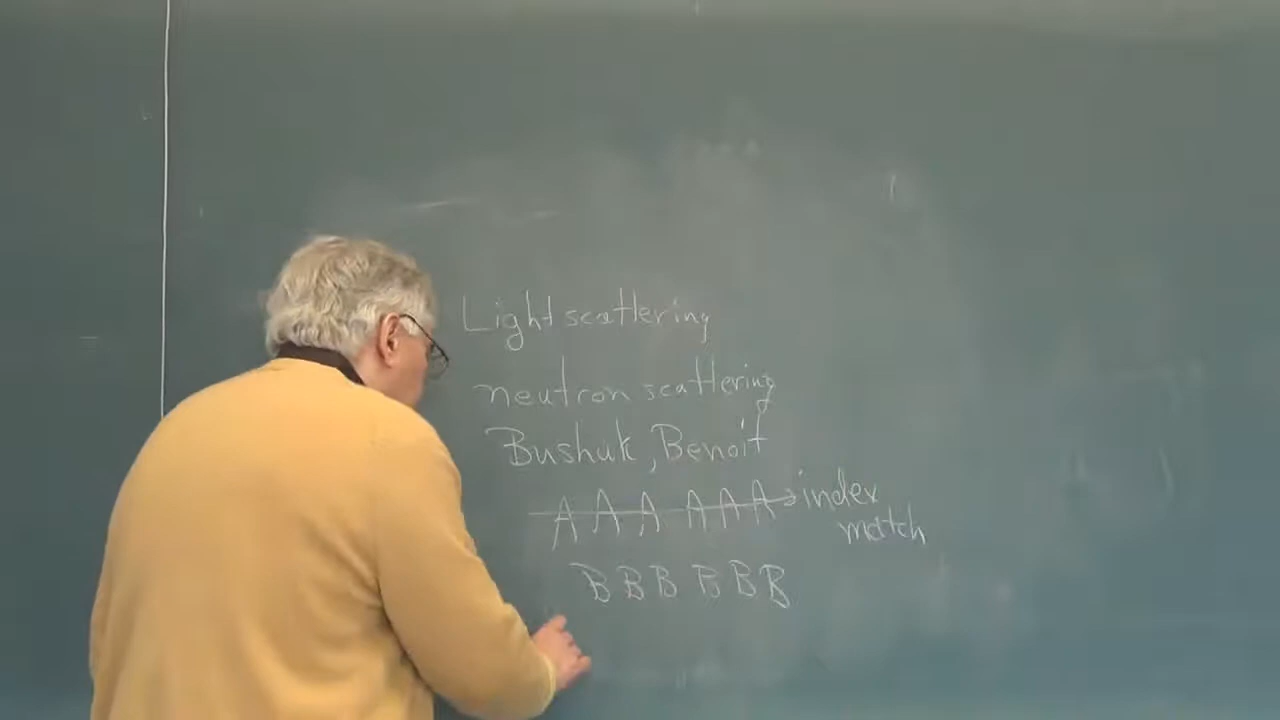 Light scattering
neutron scattering
Bushuk, Benoit
A A A A A A → index
match
B B B B B B